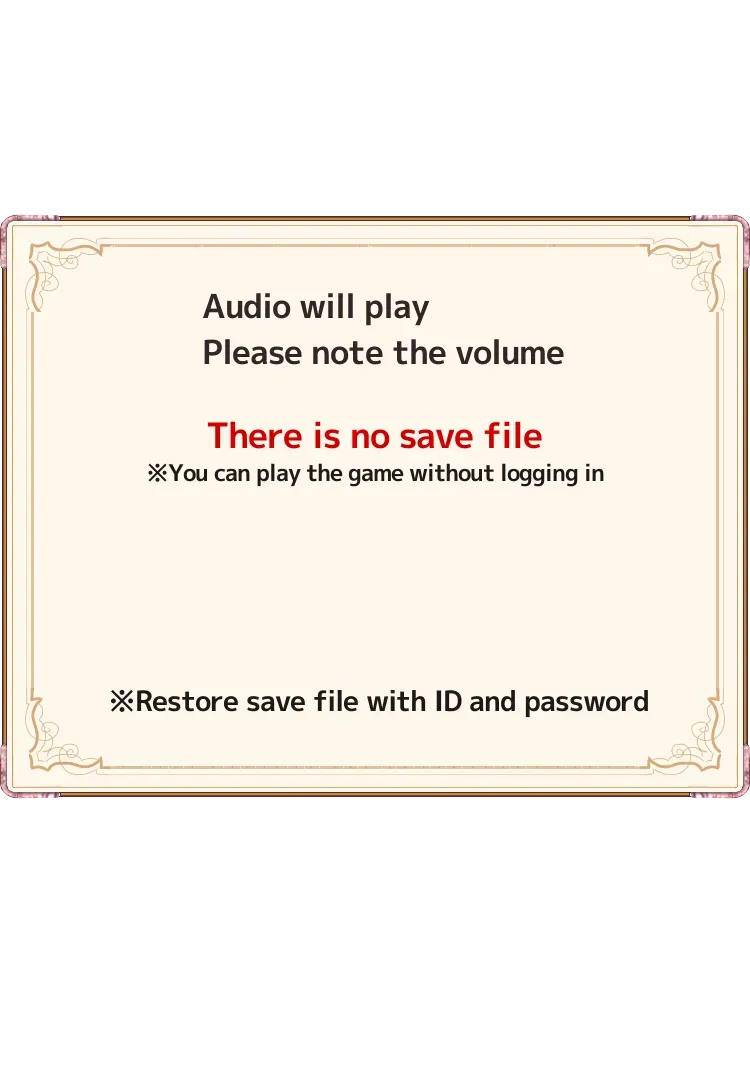 Audio will play
Please note the volume
There is no save file
※You can play the game without logging in
※Restore save file with ID and password